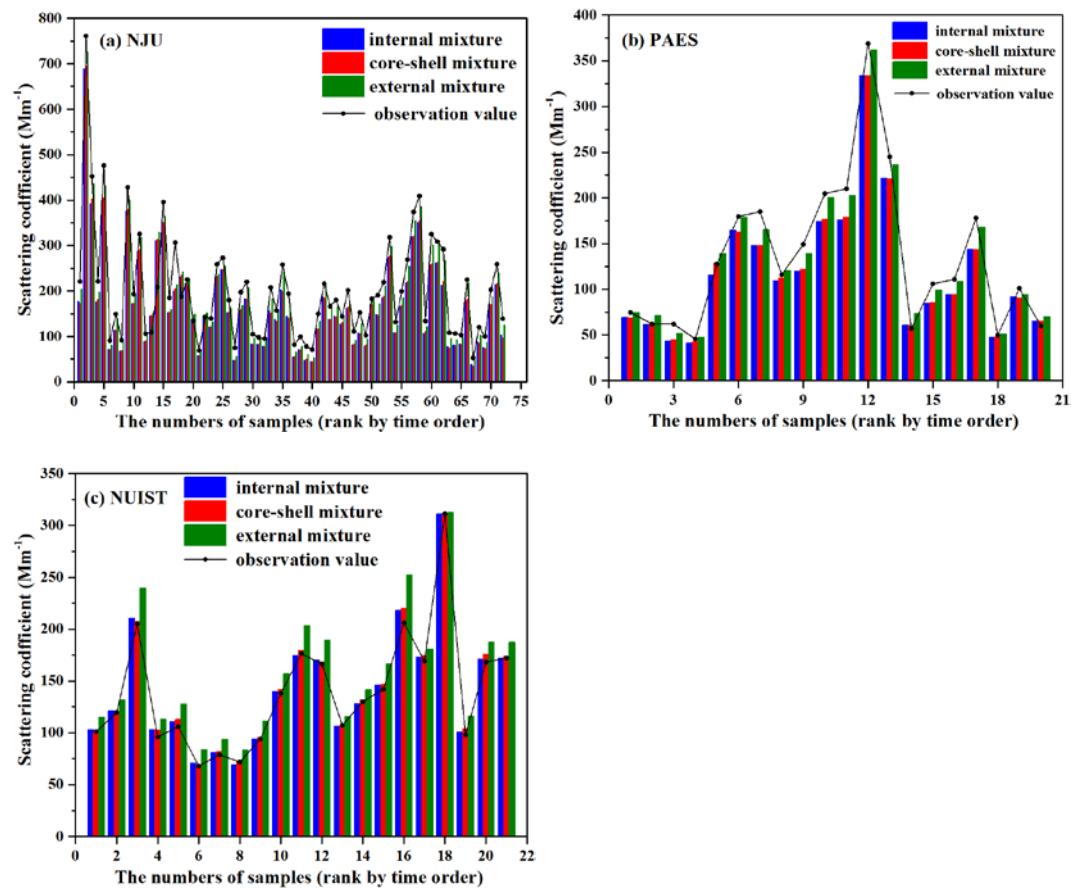 (a) NJU
internal mixture
core-shell mixture
external mixture
observation value
Scattering codfficient (Mm-1)
800
700
600
500
400
300
200
100
0
0 5 10 15 20 25 30 35 40 45 50 55 60 65 70 75
The numbers of samples (rank by time order)
(b) PAES
internal mixture
core-shell mixture
external mixture
observation value
Scattering codfficient (Mm-1)
400
350
300
250
200
150
100
50
0
0 3 6 9 12 15 18 21
The numbers of samples (rank by time order)
(c) NUIST
internal mixture
core-shell mixture
external mixture
observation value
Scattering codfficient (Mm-1)
350
300
250
200
150
100
50
0
0 2 4 6 8 10 12 14 16 18 20 22
The numbers of samples (rank by time order)